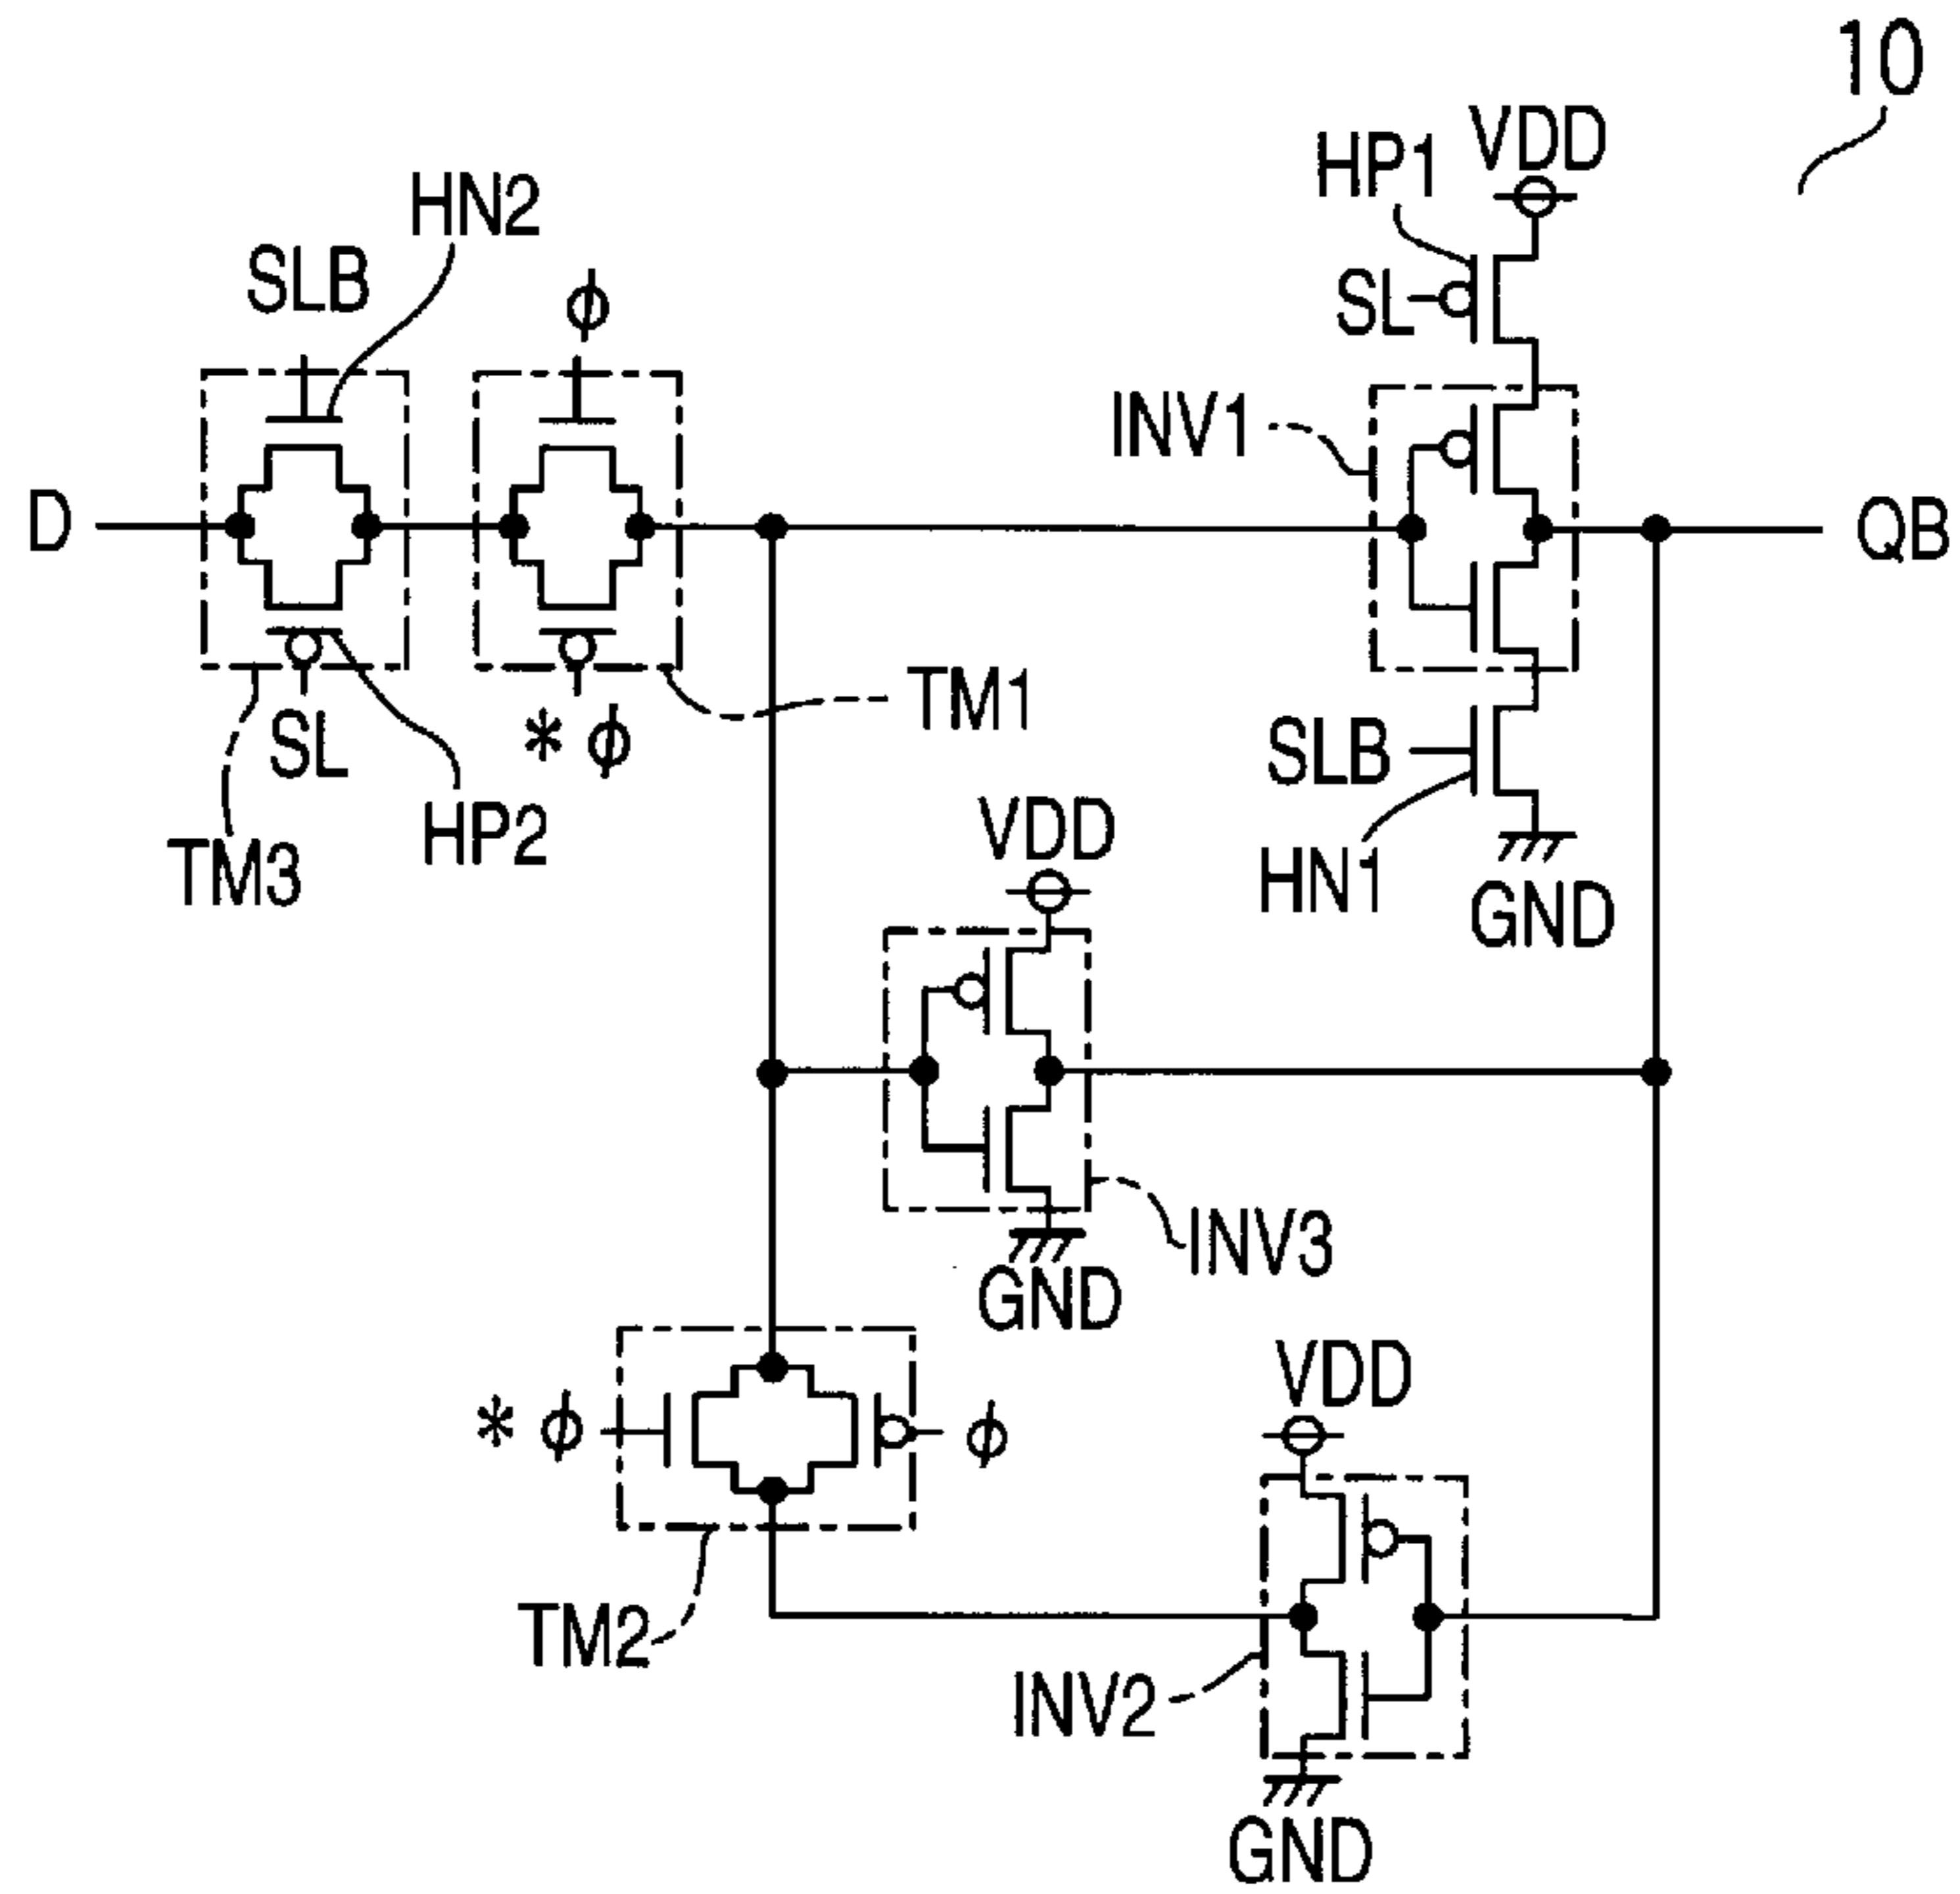 10
VDD
HP1
HN2
SLB
ϕ
SL
INV1
D
QB
TM1
SL
* ϕ
SLB
HP2
VDD
TM3
HN1
GND
INV3
GND
VDD
* ϕ
ϕ
TM2
INV2
GND